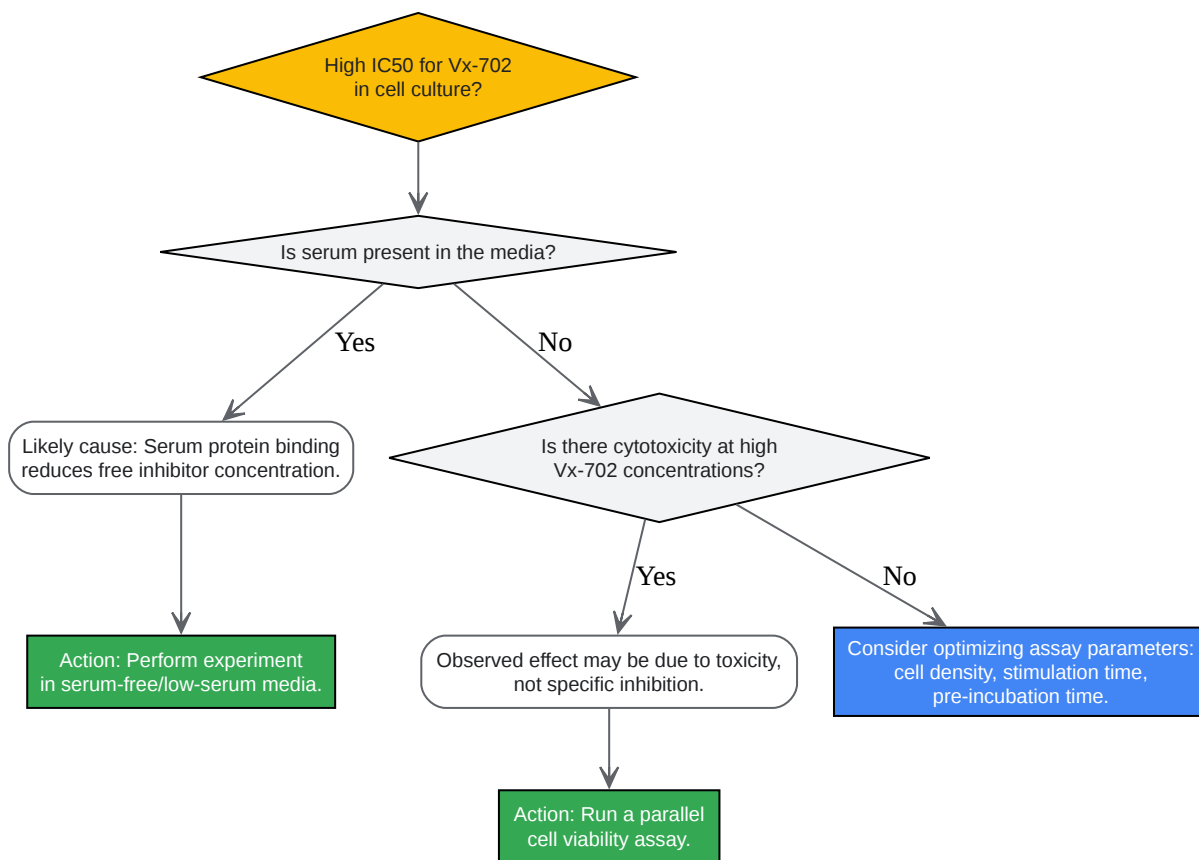 High IC50 for Vx-702
in cell culture?
Is serum present in the media?
Yes
No
Likely cause: Serum protein binding
reduces free inhibitor concentration.
Is there cytotoxicity at high
Vx-702 concentrations?
Yes
No
Action: Perform experiment
in serum-free/low-serum media.
Observed effect may be due to toxicity,
not specific inhibition.
Consider optimizing assay parameters:
cell density, stimulation time,
pre-incubation time.
Action: Run a parallel
cell viability assay.